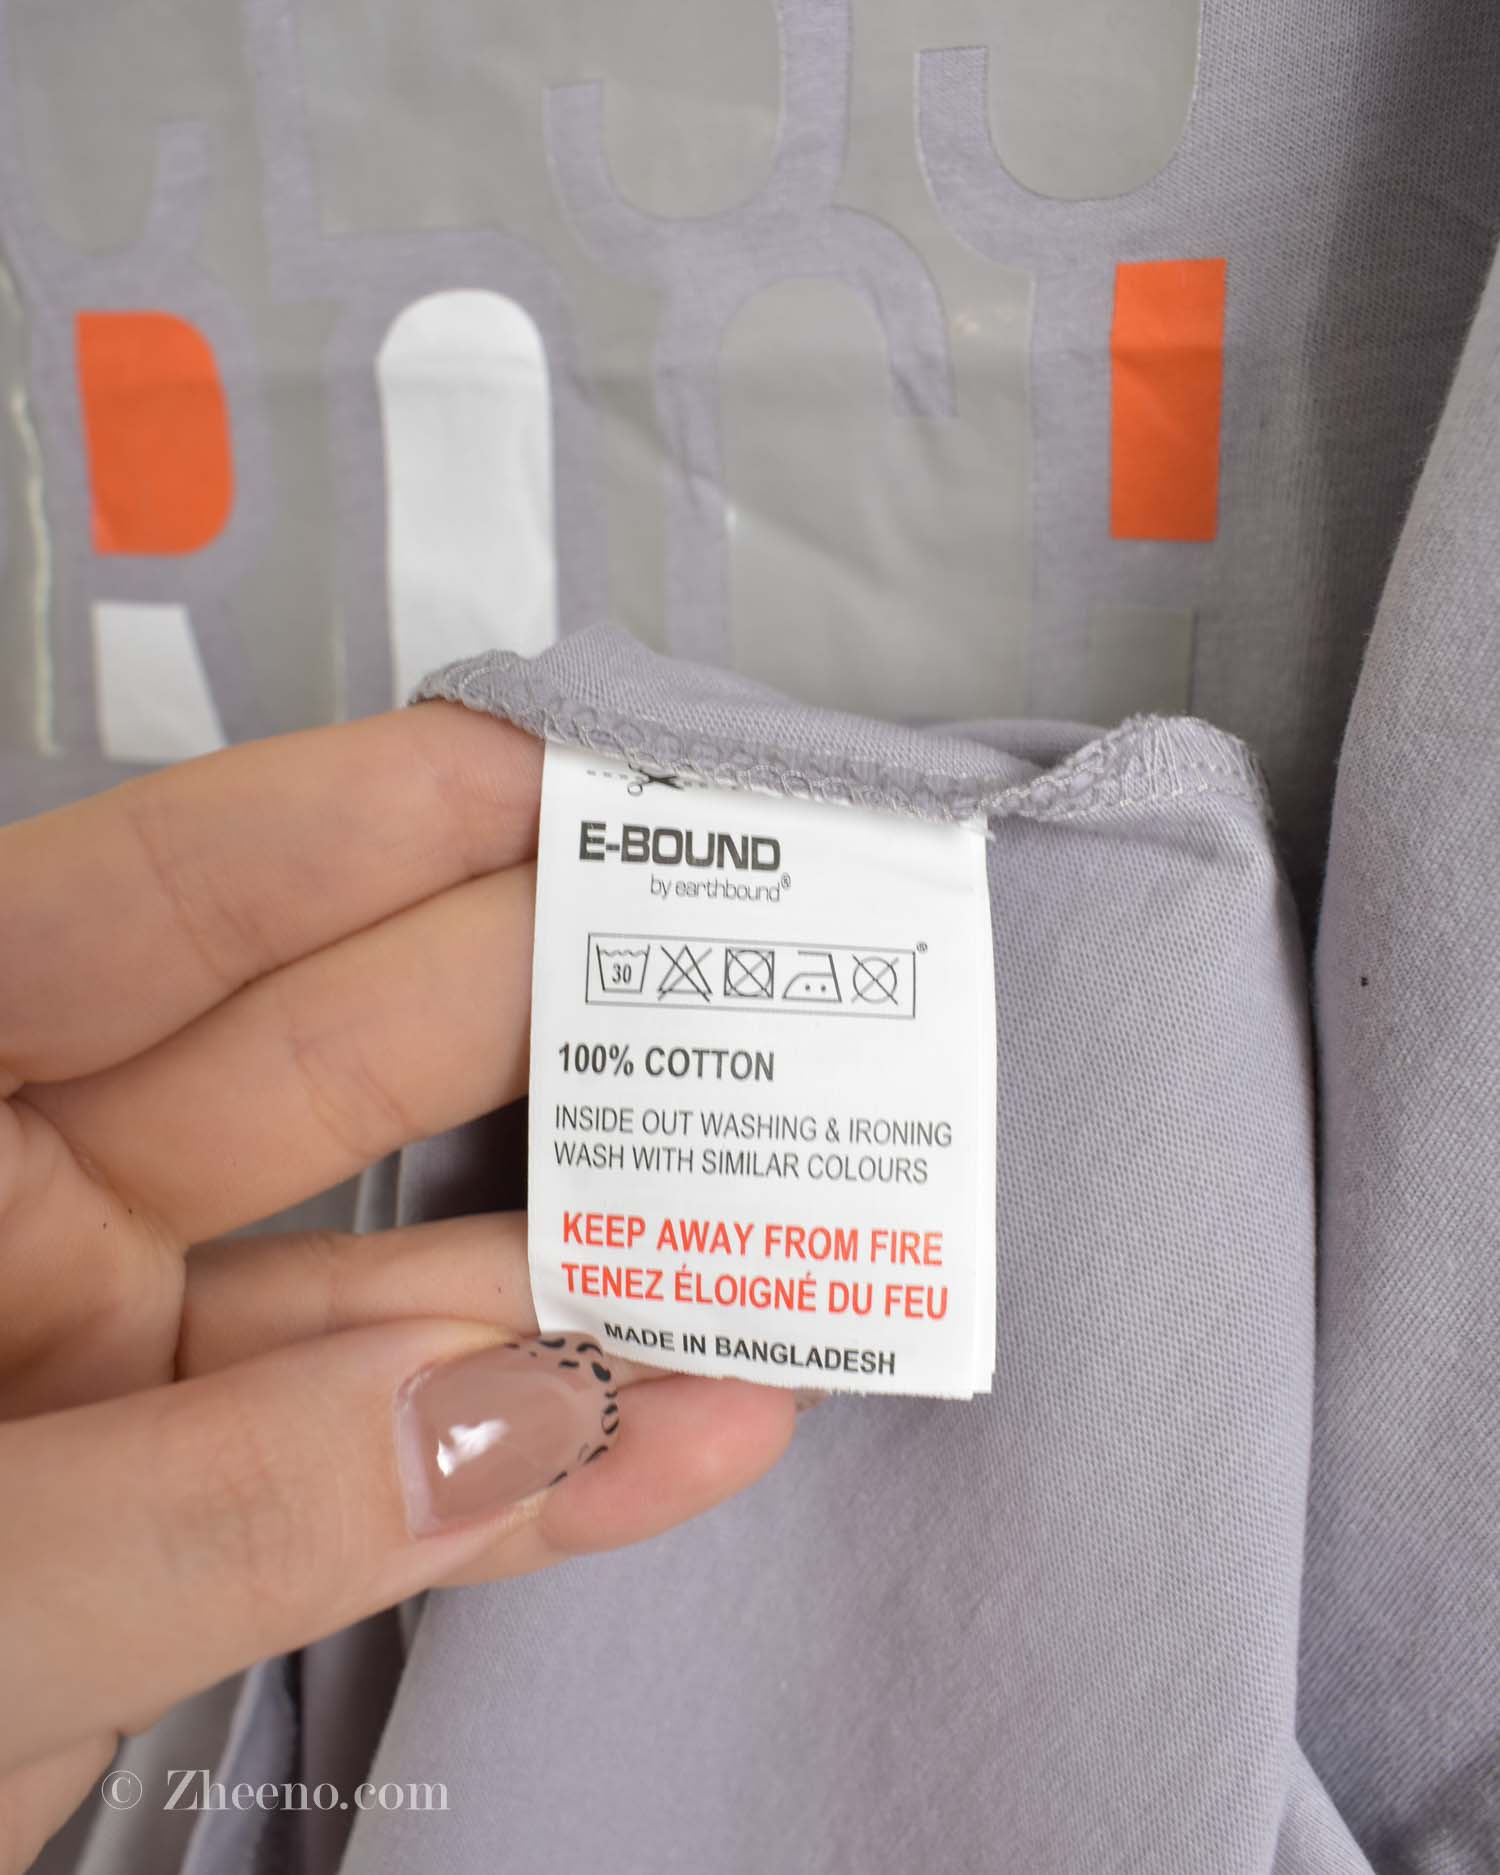 E-BOUND
by earthbound®
30
®
100% COTTON
INSIDE OUT WASHING & IRONING
WASH WITH SIMILAR COLOURS
KEEP AWAY FROM FIRE
TENEZ ÉLOIGNÉ DU FEU
MADE IN BANGLADESH
© Zheeno.com